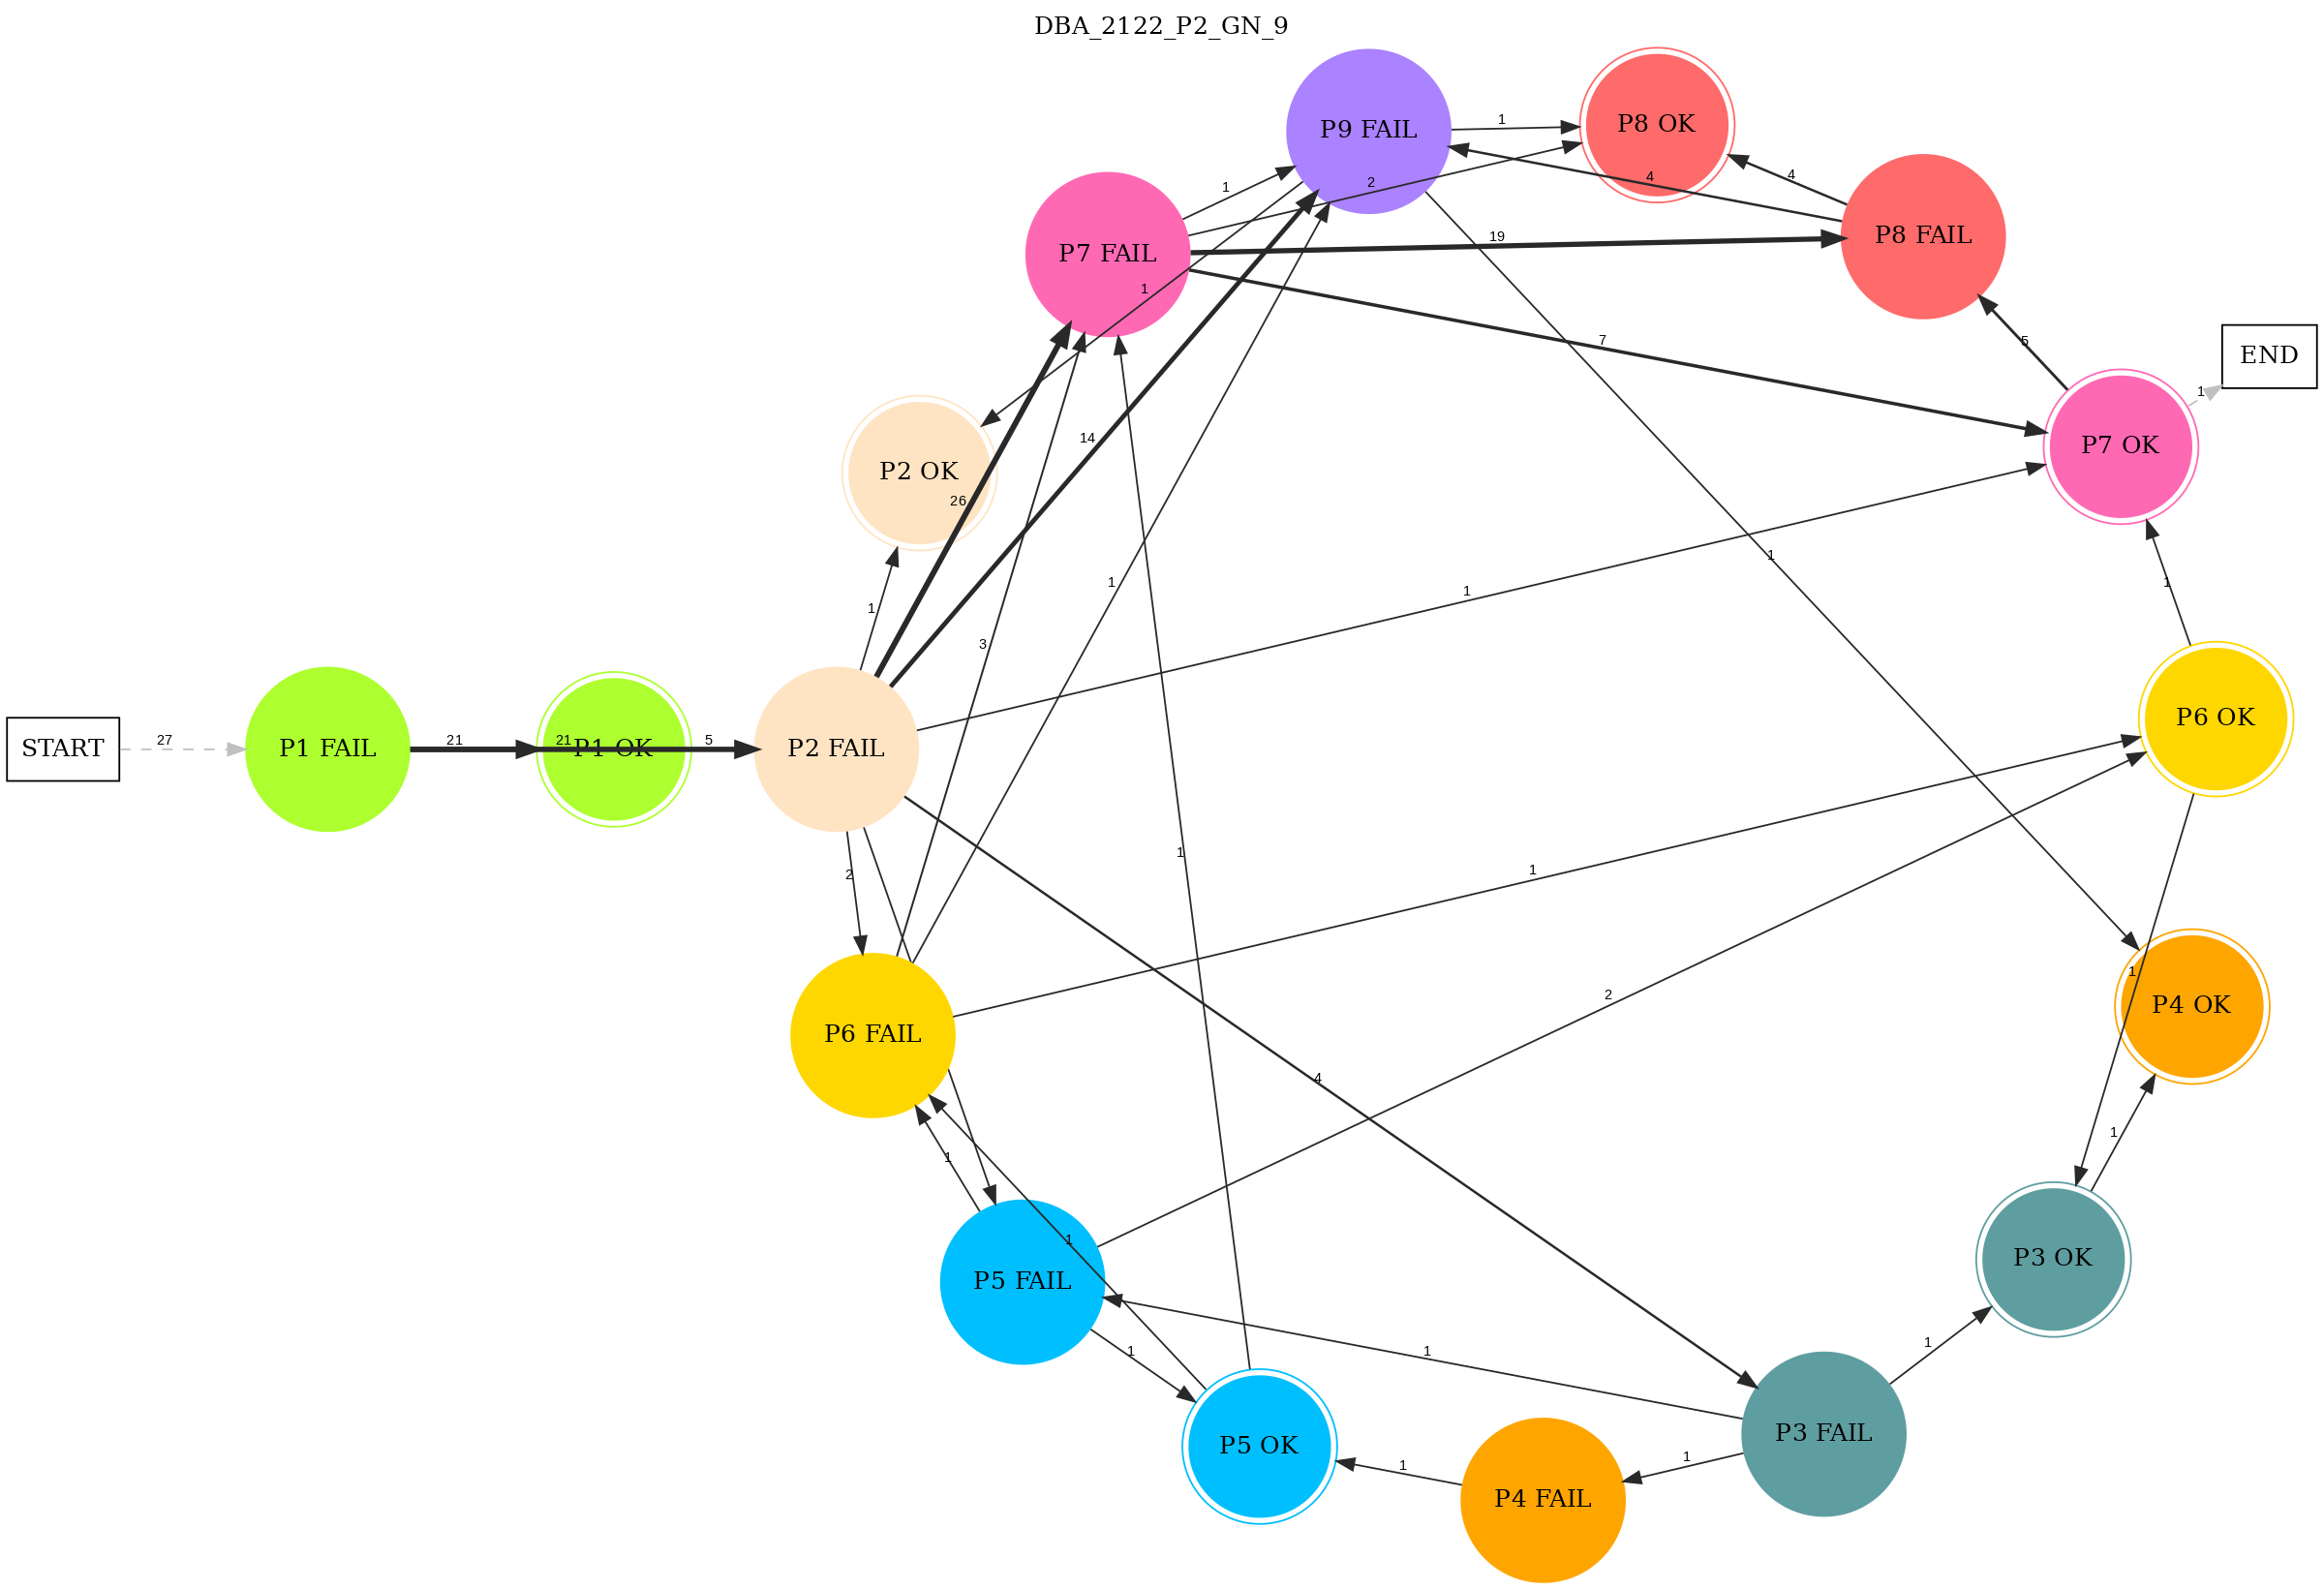 DBA_2122_P2_GN_9
P9 FAIL
P8 OK
1
4
2
4
1
P7 FAIL
19
P8 FAIL
1
7
5
END
1
14
P7 OK
P2 OK
26
1
1
1
1
1
3
P6 OK
START
27
P1 FAIL
21
21
P1 OK
5
P2 FAIL
1
1
2
1
2
P4 OK
P6 FAIL
4
1
1
1
P3 OK
P5 FAIL
1
1
1
1
P3 FAIL
P5 OK
1
1
P4 FAIL